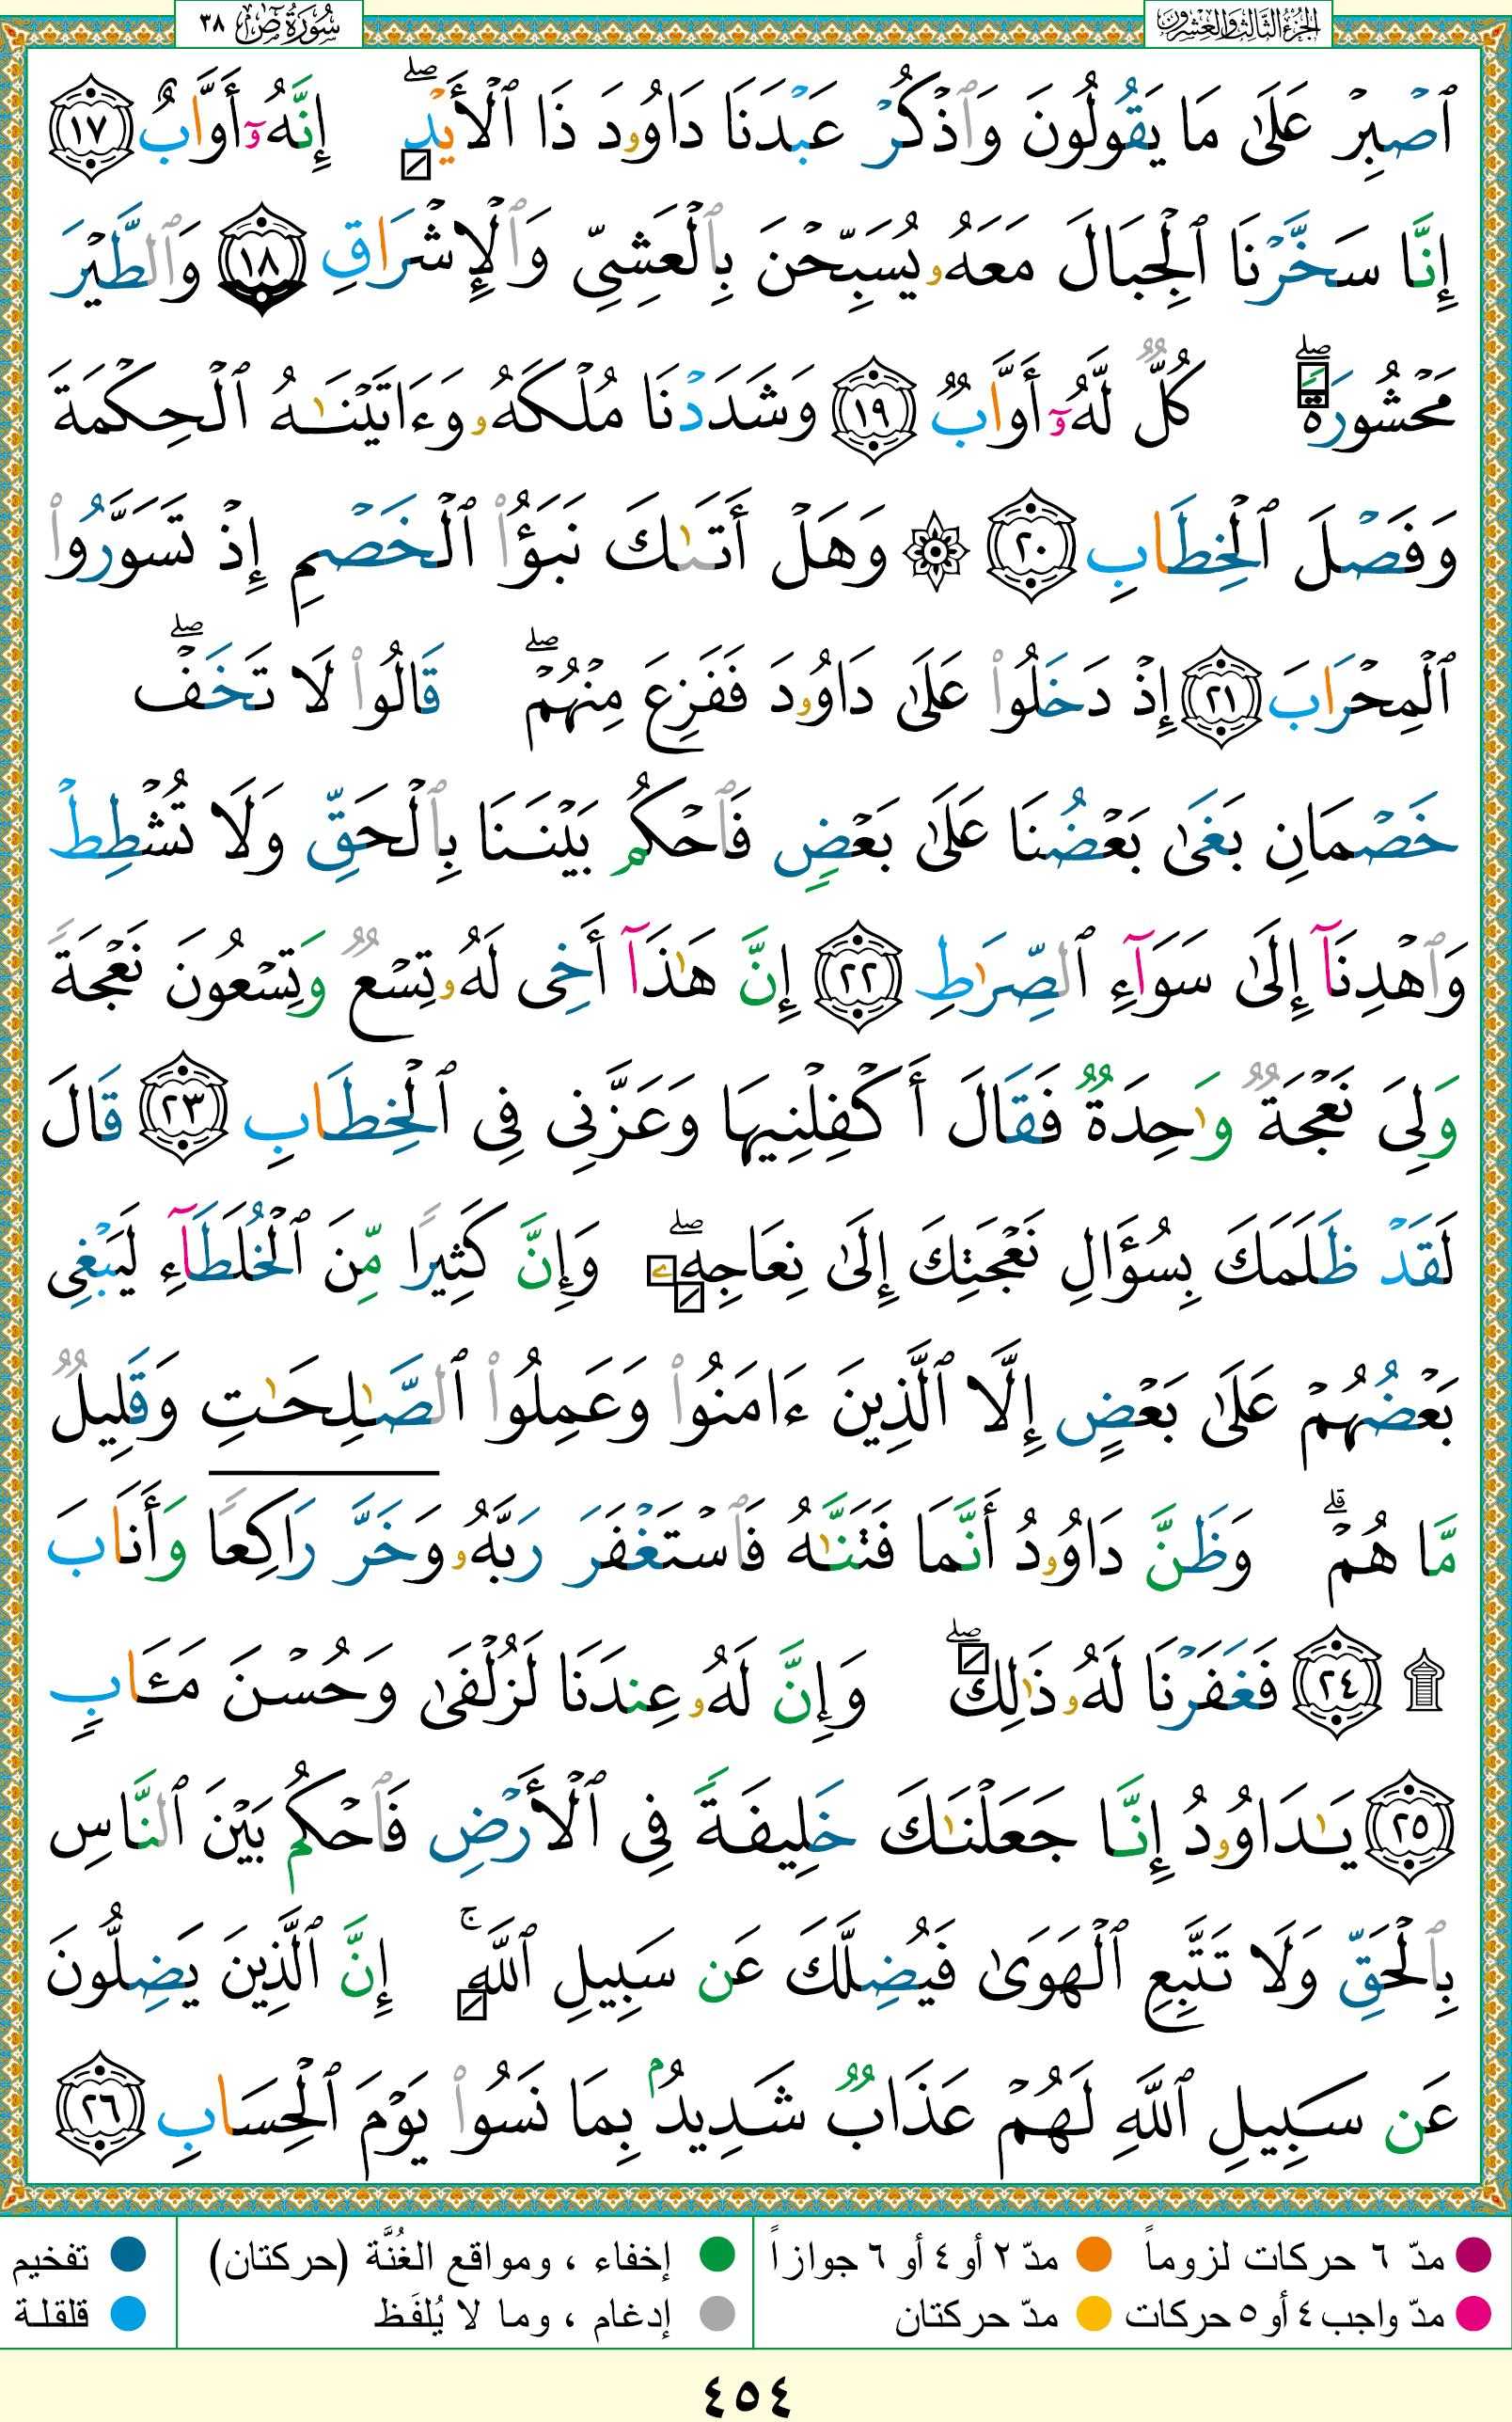 الجزء الثالث والعشرون
سورة ص ٣٨
ٱصۡبِرۡ عَلَىٰ مَا يَقُولُونَ وَٱذۡكُرۡ عَبۡدَنَا دَاوُۥدَ ذَا ٱلۡأَيۡدِۖ إِنَّهُۥٓ أَوَّابٌ ١٧
إِنَّا سَخَّرۡنَا ٱلۡجِبَالَ مَعَهُۥ يُسَبِّحۡنَ بِٱلۡعَشِيِّ وَٱلۡإِشۡرَاقِ ١٨ وَٱلطَّيۡرَ
مَحۡشُورَةٗۖ كُلّٞ لَّهُۥٓ أَوَّابٞ ١٩ وَشَدَدۡنَا مُلۡكَهُۥ وَءَاتَيۡنَٰهُ ٱلۡحِكۡمَةَ
وَفَصۡلَ ٱلۡخِطَابِ ٢٠ ۞ وَهَلۡ أَتَىٰكَ نَبَؤُاْ ٱلۡخَصۡمِ إِذۡ تَسَوَّرُواْ
ٱلۡمِحۡرَابَ ٢١ إِذۡ دَخَلُواْ عَلَىٰ دَاوُۥدَ فَفَزِعَ مِنۡهُمۡۖ قَالُواْ لَا تَخَفۡۖ
خَصۡمَانِ بَغَىٰ بَعۡضُنَا عَلَىٰ بَعۡضٖ فَٱحۡكُم بَيۡنَنَا بِٱلۡحَقِّ وَلَا تُشۡطِطۡ
وَٱهۡدِنَآ إِلَىٰ سَوَآءِ ٱلصِّرَٰطِ ٢٢ إِنَّ هَٰذَآ أَخِي لَهُۥ تِسۡعٞ وَتِسۡعُونَ نَعۡجَةٗ
وَلِيَ نَعۡجَةٞ وَٰحِدَةٞ فَقَالَ أَكۡفِلۡنِيهَا وَعَزَّنِي فِي ٱلۡخِطَابِ ٢٣ قَالَ
لَقَدۡ ظَلَمَكَ بِسُؤَالِ نَعۡجَتِكَ إِلَىٰ نِعَاجِهِۦۖ وَإِنَّ كَثِيرٗا مِّنَ ٱلۡخُلَطَآءِ لَيَبۡغِي
بَعۡضُهُمۡ عَلَىٰ بَعۡضٍ إِلَّا ٱلَّذِينَ ءَامَنُواْ وَعَمِلُواْ ٱلصَّٰلِحَٰتِ وَقَلِيلٞ
مَّا هُمۡۗ وَظَنَّ دَاوُۥدُ أَنَّمَا فَتَنَّٰهُ فَٱسۡتَغۡفَرَ رَبَّهُۥ وَخَرَّ رَاكِعٗا وَأَنَابَ
۩ ٢٤ فَغَفَرۡنَا لَهُۥ ذَٰلِكَۖ وَإِنَّ لَهُۥ عِندَنَا لَزُلۡفَىٰ وَحُسۡنَ مَـَٔابٖ
٢٥ يَٰدَاوُۥدُ إِنَّا جَعَلۡنَٰكَ خَلِيفَةٗ فِي ٱلۡأَرۡضِ فَٱحۡكُم بَيۡنَ ٱلنَّاسِ
بِٱلۡحَقِّ وَلَا تَتَّبِعِ ٱلۡهَوَىٰ فَيُضِلَّكَ عَن سَبِيلِ ٱللَّهِۚ إِنَّ ٱلَّذِينَ يَضِلُّونَ
عَن سَبِيلِ ٱللَّهِ لَهُمۡ عَذَابٞ شَدِيدُۢ بِمَا نَسُواْ يَوۡمَ ٱلۡحِسَابِ ٢٦
مدّ ٦ حركات لزوماً مدّ ٢ أو ٤ أو ٦ جوازاً إخفاء ، ومواقع الغُنَّة (حركتان) تفخيم
مدّ واجب ٤ أو ٥ حركات مدّ حركتان إدغام ، وما لا يُلفَظ قلقلة
٤٥٤